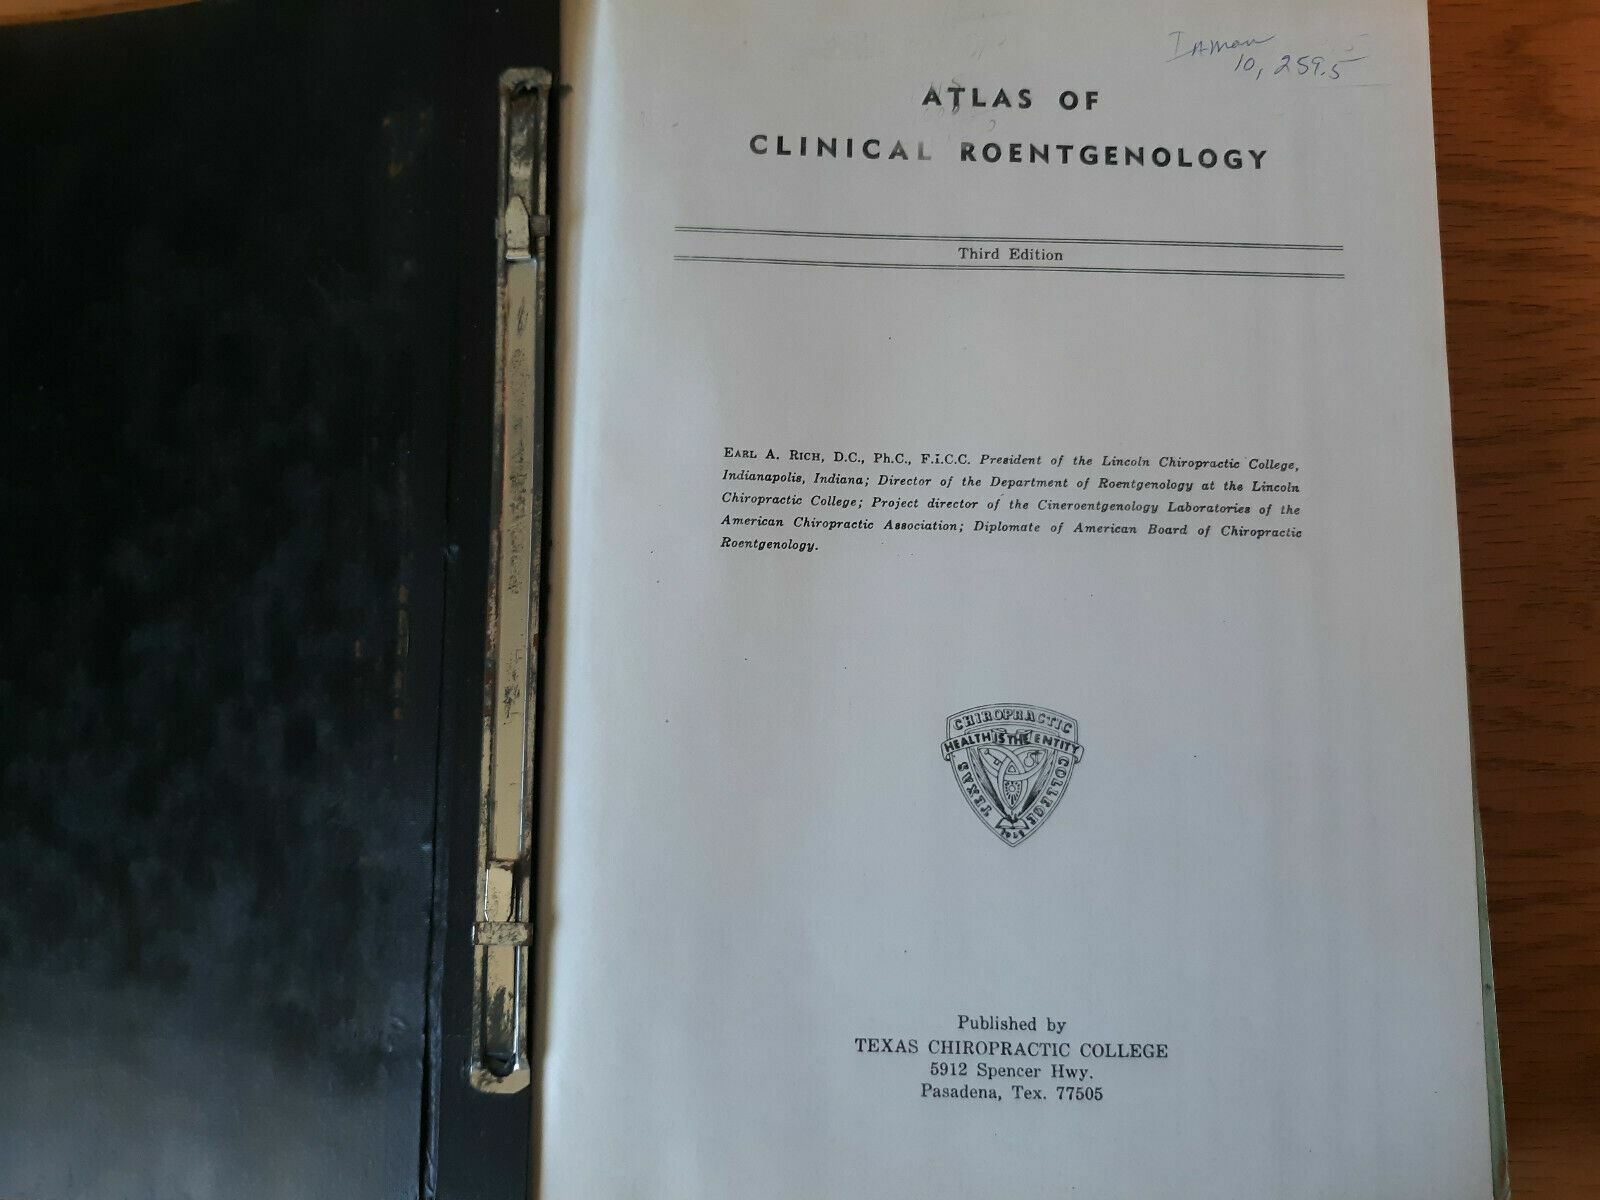 10, 259.5
ATLAS OF
CLINICAL ROENTGENOLOGY
Third Edition
EARL A. RICH, D.C., Ph.C., F.I.C.C. President of the Lincoln Chiropractic College,
Indianapolis, Indiana; Director of the Department of Roentgenology at the Lincoln
Chiropractic College; Project director of the Cineroentgenology Laboratories of the
American Chiropractic Association; Diplomate of American Board of Chiropractic
Roentgenology.
CHIROPRACTIC
HEALTH IS THE ENTITY
TEXAS
COLLEGE
Published by
TEXAS CHIROPRACTIC COLLEGE
5912 Spencer Hwy.
Pasadena, Tex. 77505